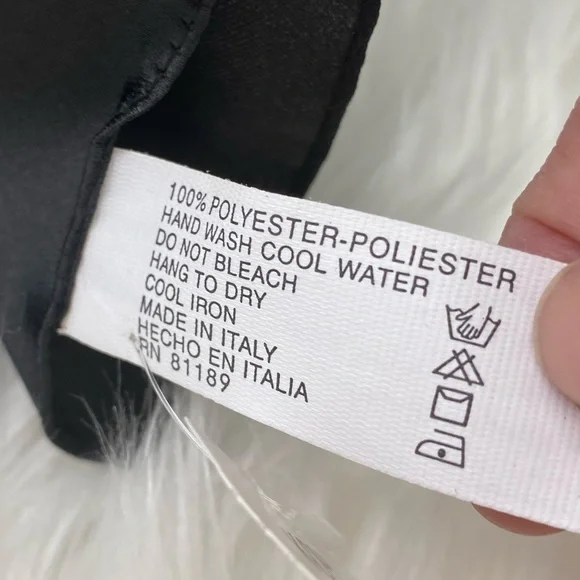 100% POLYESTER-POLIESTER
HAND WASH COOL WATER
DO NOT BLEACH
HANG TO DRY
COOL IRON
MADE IN ITALY
HECHO EN ITALIA
RN 81189